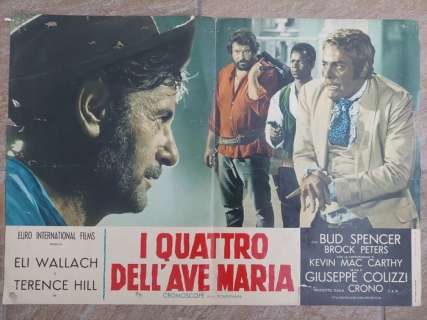 EURO INTERNATIONAL FILMS
ELI WALLACH
TERENCE HILL
I QUATTRO
DELL'AVE MARIA
CRONOSCOPE
BUD SPENCER
BROCK PETERS
KEVIN MAC CARTHY
GIUSEPPE COLIZZI
CRONO